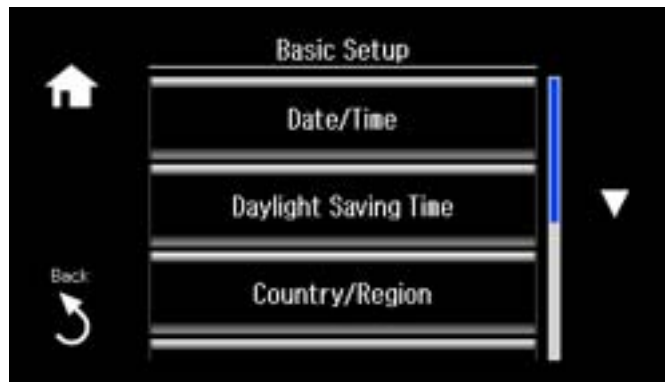 Basic Setup
Date/Time
Daylight Saving Time
Back
Country/Region